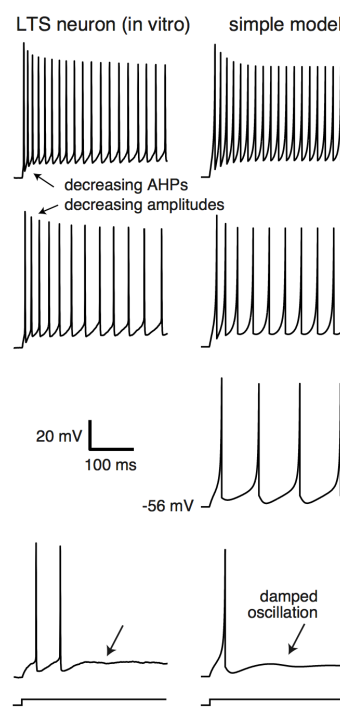 LTS neuron (in vitro)
simple model
decreasing AHPs
decreasing amplitudes
20 mV
100 ms
-56 mV
damped
oscillation